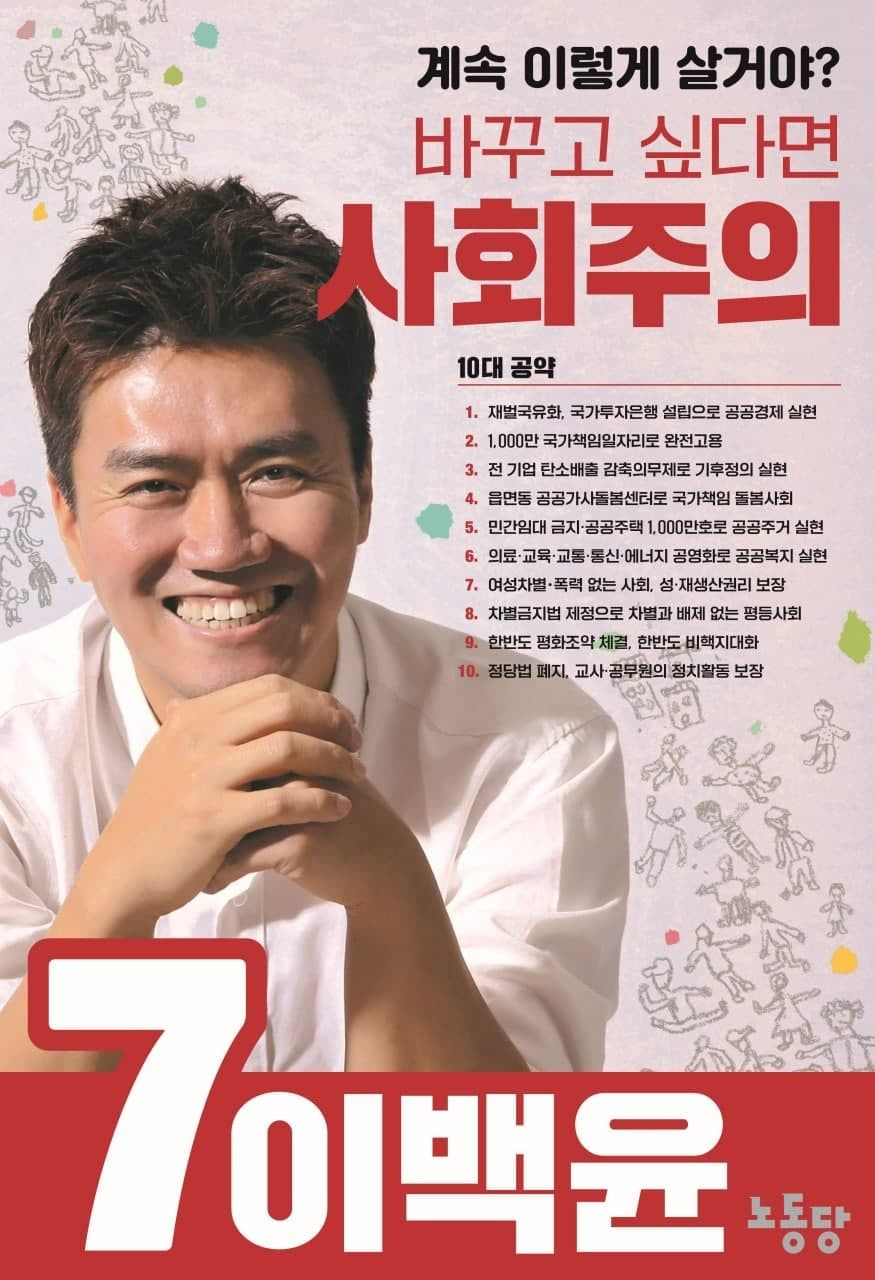 계속 이렇게 살거야?
바꾸고 싶다면
사회주의
10대 공약
1. 재벌국유화, 국가투자은행 설립으로 공공경제 실현
2. 1,000만 국가책임일자리로 완전고용
3. 전 기업 탄소배출 감축의무제로 기후정의 실현
4. 읍면동 공공가사돌봄센터로 국가책임 돌봄사회
5. 민간임대 금지·공공주택 1,000만호로 공공주거 실현
6. 의료·교육·교통·통신·에너지 공영화로 공공복지 실현
7. 여성차별·폭력 없는 사회, 성·재생산권리 보장
8. 차별금지법 제정으로 차별과 배제 없는 평등사회
9. 한반도 평화조약 체결, 한반도 비핵지대화
10. 정당법 폐지, 교사·공무원의 정치활동 보장
7 이백윤
노동당